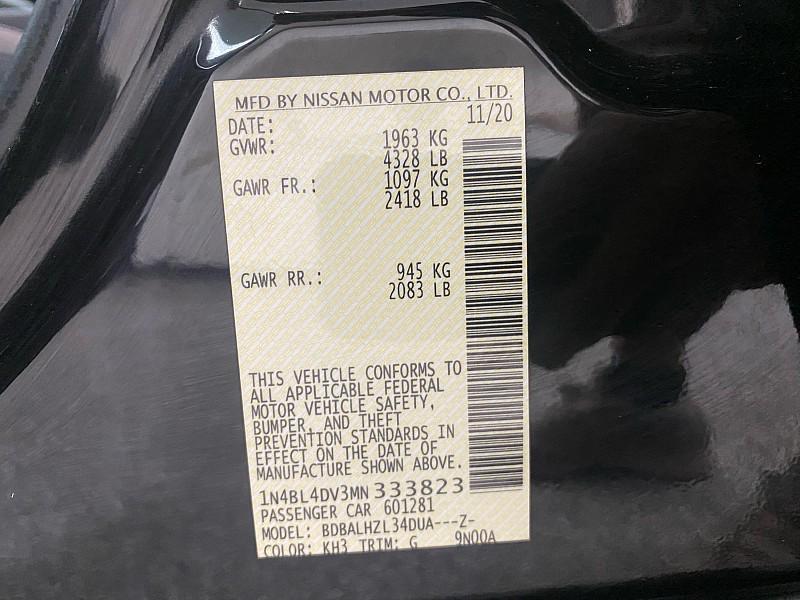 MFD BY NISSAN MOTOR CO., LTD.
DATE: 11/20
GVWR: 1963 KG
4328 LB
GAWR FR.: 1097 KG
2418 LB
GAWR RR.: 945 KG
2083 LB
THIS VEHICLE CONFORMS TO
ALL APPLICABLE FEDERAL
MOTOR VEHICLE SAFETY,
BUMPER, AND THEFT
PREVENTION STANDARDS IN
EFFECT ON THE DATE OF
MANUFACTURE SHOWN ABOVE.
1N4BL4DV3MN 333823
PASSENGER CAR 601281
MODEL: BDBALHZL34DUA---Z-
COLOR: KH3 TRIM: G 9N00A